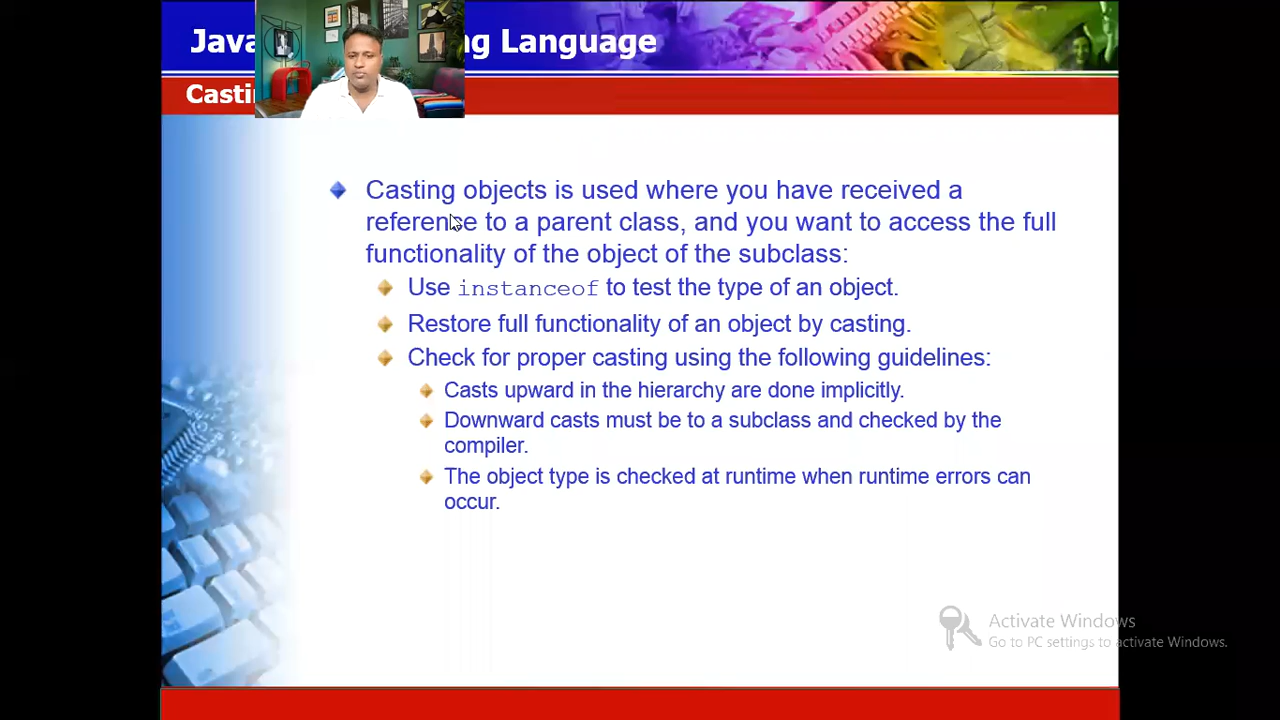 Java ng Language
Casti
Casting objects is used where you have received a
reference to a parent class, and you want to access the full
functionality of the object of the subclass:
Use instanceof to test the type of an object.
Restore full functionality of an object by casting.
Check for proper casting using the following guidelines:
Casts upward in the hierarchy are done implicitly.
Downward casts must be to a subclass and checked by the
compiler.
The object type is checked at runtime when runtime errors can
occur.
Activate Windows
Go to PC settings to activate Windows.